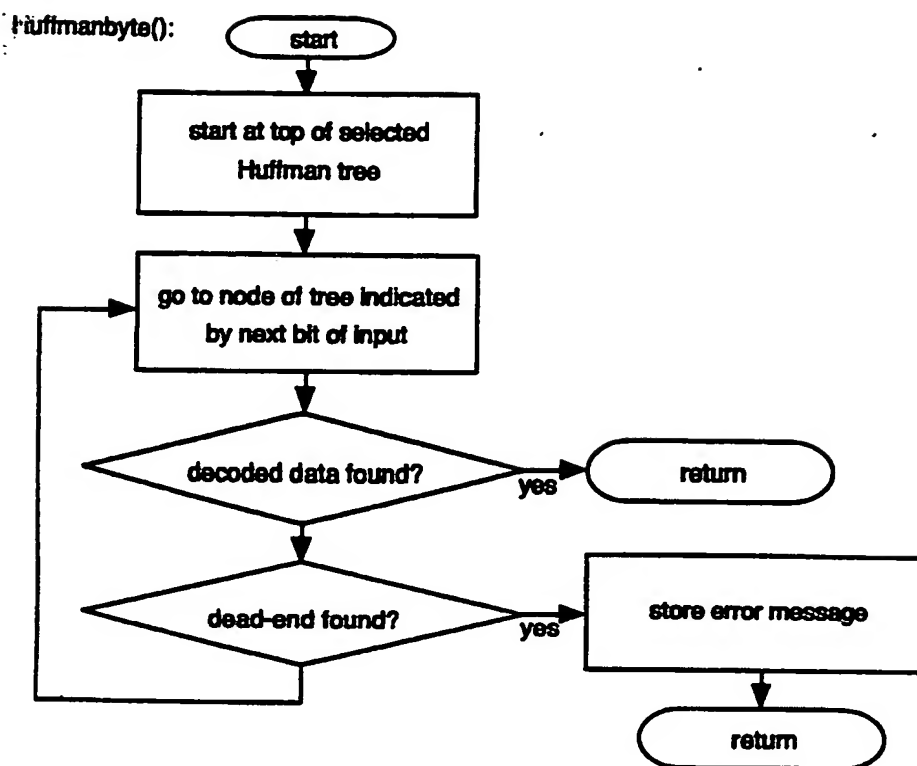 Huffmanbyte():
start
start at top of selected
Huffman tree
go to node of tree indicated
by next bit of input
decoded data found?
yes
return
dead-end found?
yes
store error message
return